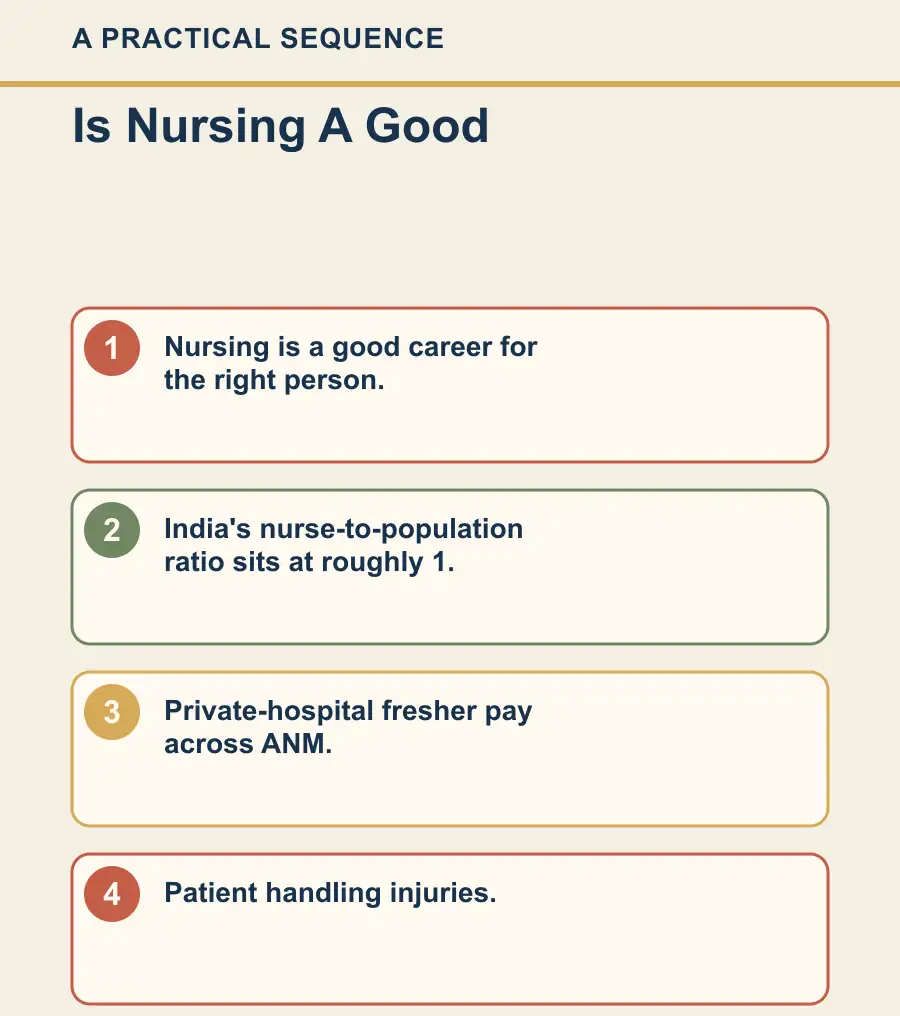 A PRACTICAL SEQUENCE
Is Nursing A Good
1
Nursing is a good career for
the right person.
2
India's nurse-to-population
ratio sits at roughly 1.
3
Private-hospital fresher pay
across ANM.
4
Patient handling injuries.